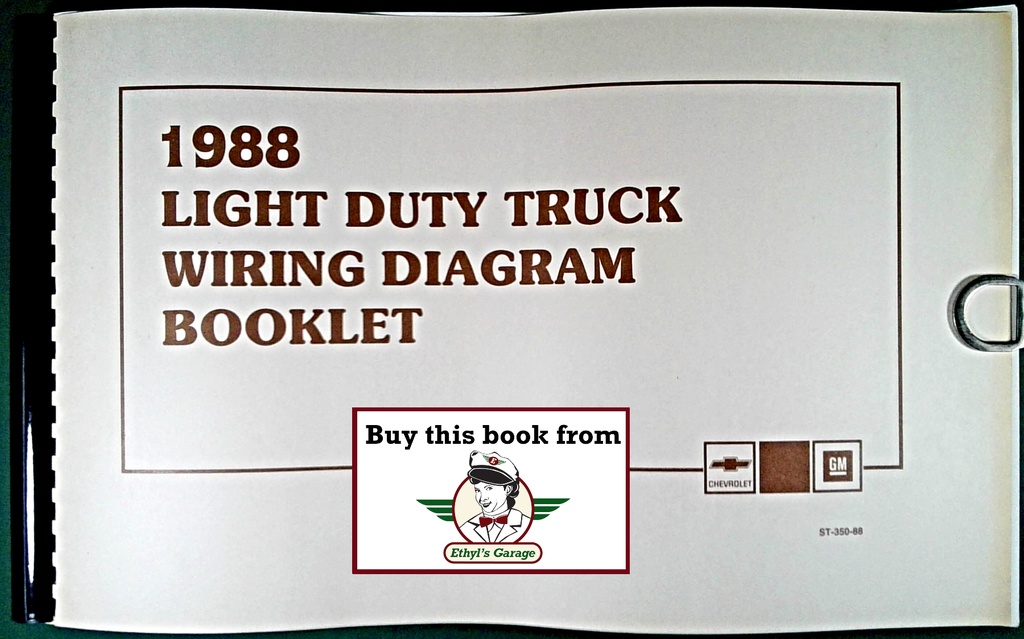 1988
LIGHT DUTY TRUCK
WIRING DIAGRAM
BOOKLET
Buy this book from
E
Ethyl's Garage
CHEVROLET
GM
ST-350-88